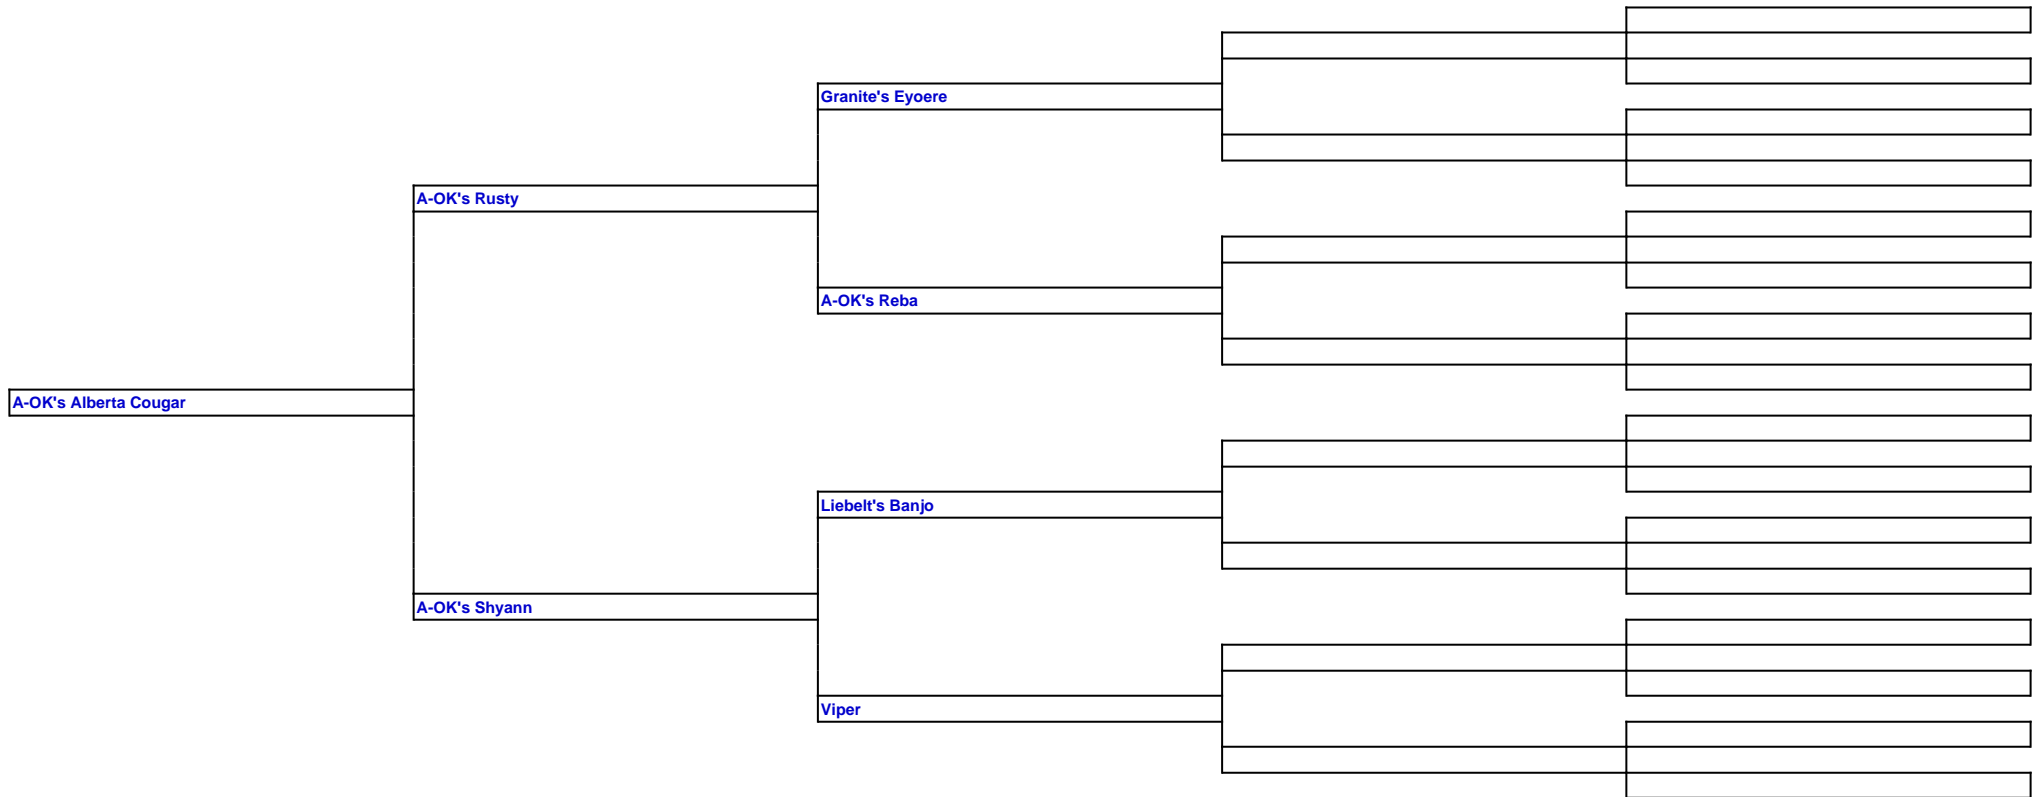 Granite's Eyoere
A-OK's Rusty
A-OK's Reba
A-OK's Alberta Cougar
Liebelt's Banjo
A-OK's Shyann
Viper